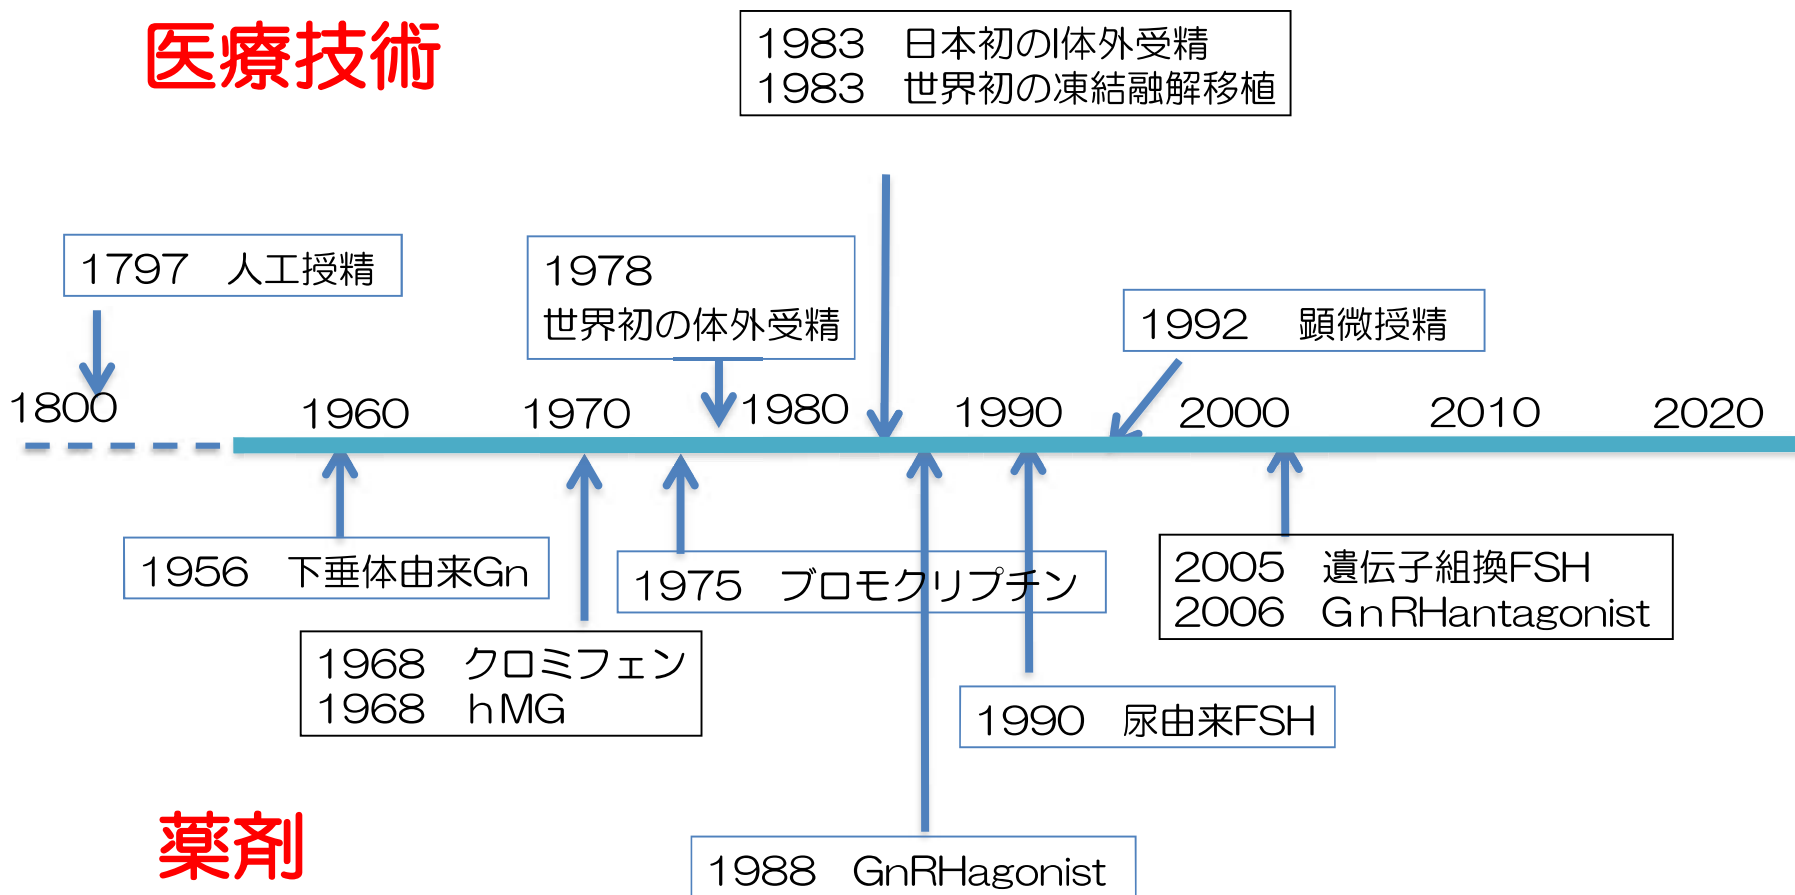 医療技術
1983　日本初のI体外受精
1983　世界初の凍結融解移植
1797　人工授精
1978
世界初の体外受精
1992　顕微授精
1800
1960
1970
1980
1990
2000
2010
2020
1956　下垂体由来Gn
1975　ブロモクリプチン
2005　遺伝子組換FSH
2006　GnRHantagonist
1968　クロミフェン
1968　hMG
1990　尿由来FSH
薬剤
1988　GnRHagonist